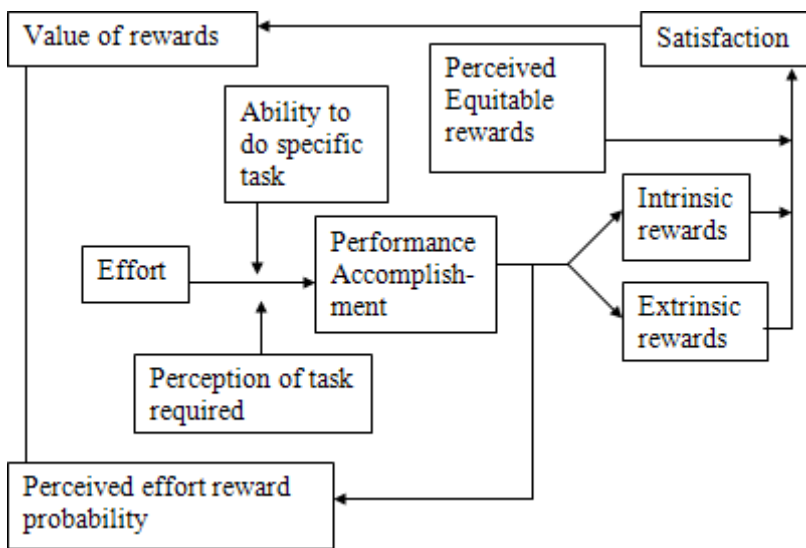 Value of rewards
Satisfaction
Perceived
Equitable
rewards
Ability to
do specific
task
Intrinsic
rewards
Performance
Accomplish-
ment
Effort
Extrinsic
rewards
Perception of task
required
Perceived effort reward
probability